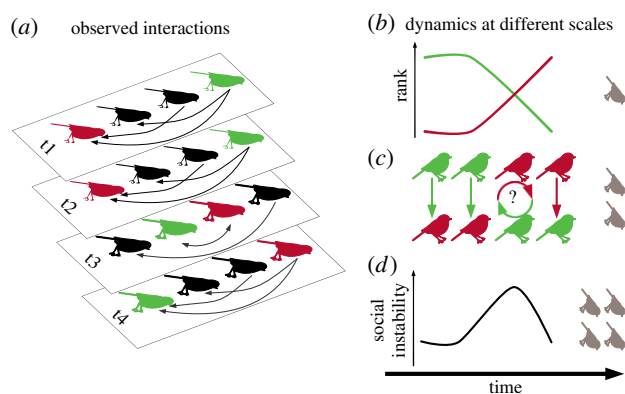 (a) observed interactions
t1
t2
t3
t4
(b) dynamics at different scales
rank
(c)
?
(d)
social
instability
time